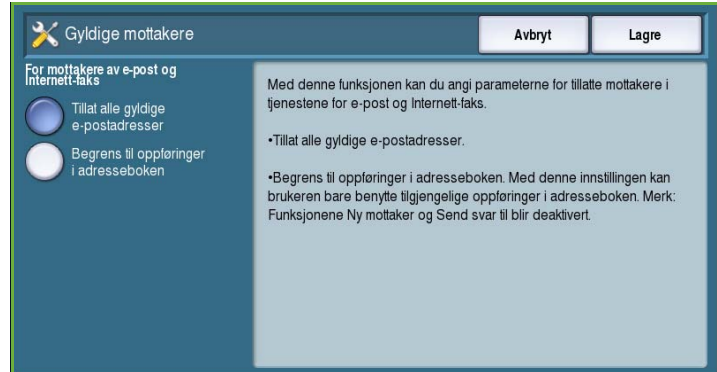 Gyldige mottakere
Avbryt
Lagre
For mottakere av e-post og
Internett-faks
Tillat alle gyldige
e-postadresser
Begrens til oppføringer
i adresseboken
Med denne funksjonen kan du angi parameterne for tillatte mottakere i
tjenestene for e-post og Internett-faks.
•Tillat alle gyldige e-postadresser.
•Begrens til oppføringer i adresseboken. Med denne innstillingen kan
brukeren bare benytte tilgjengelige oppføringer i adresseboken. Merk:
Funksjonene Ny mottaker og Send svar til blir deaktivert.